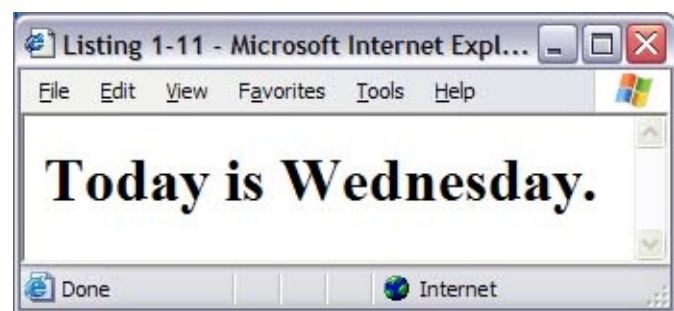 Listing 1-11 - Microsoft Internet Expl...
File Edit View Favorites Tools Help
Today is Wednesday.
Done Internet